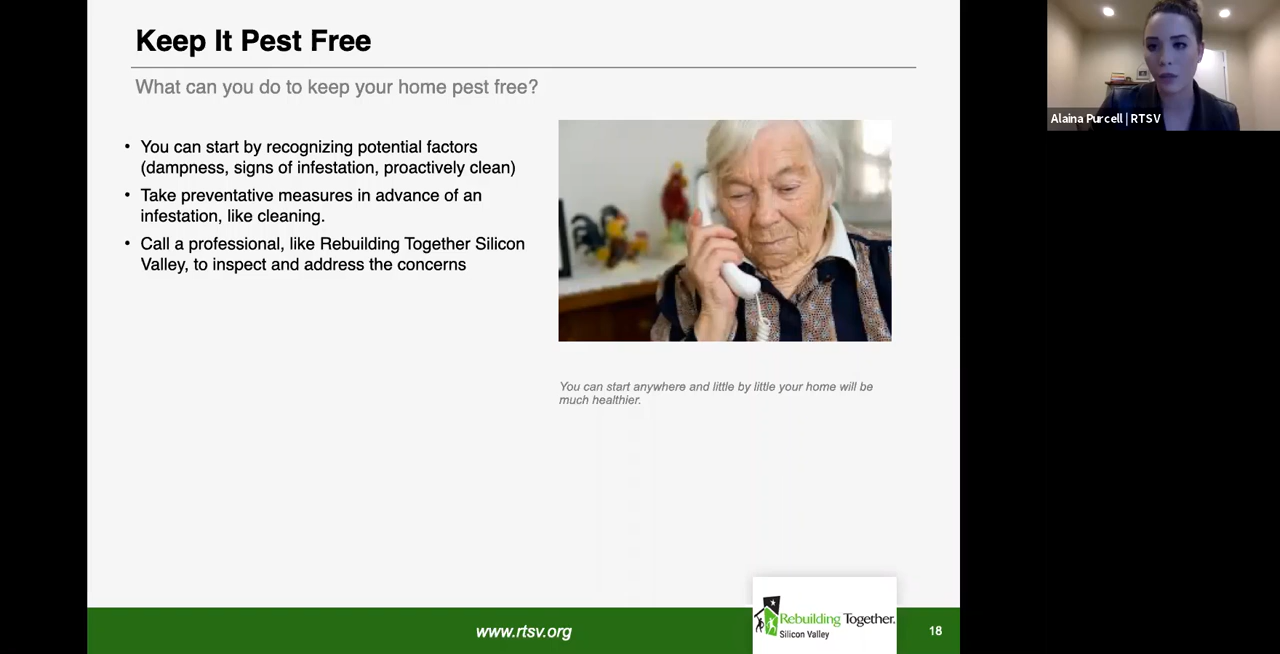 Keep It Pest Free
What can you do to keep your home pest free?
• You can start by recognizing potential factors
(dampness, signs of infestation, proactively clean)
• Take preventative measures in advance of an
infestation, like cleaning.
• Call a professional, like Rebuilding Together Silicon
Valley, to inspect and address the concerns
You can start anywhere and little by little your home will be
much healthier.
www.rtsv.org
Rebuilding Together.
Silicon Valley
18
Alaina Purcell | RTSV